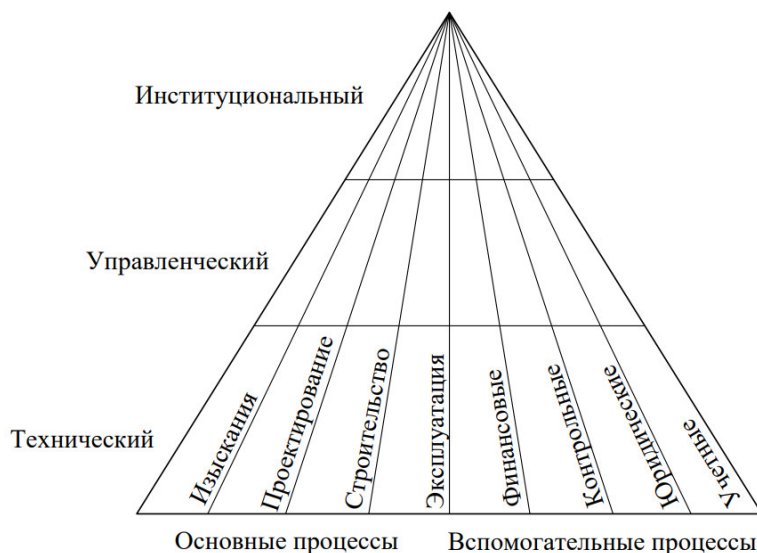 Институциональный
Управленческий
Технический
Изыскания
Проектирование
Строительство
Эксплуатация
Финансовые
Контрольные
Юридические
Учетные
Основные процессы
Вспомогательные процессы